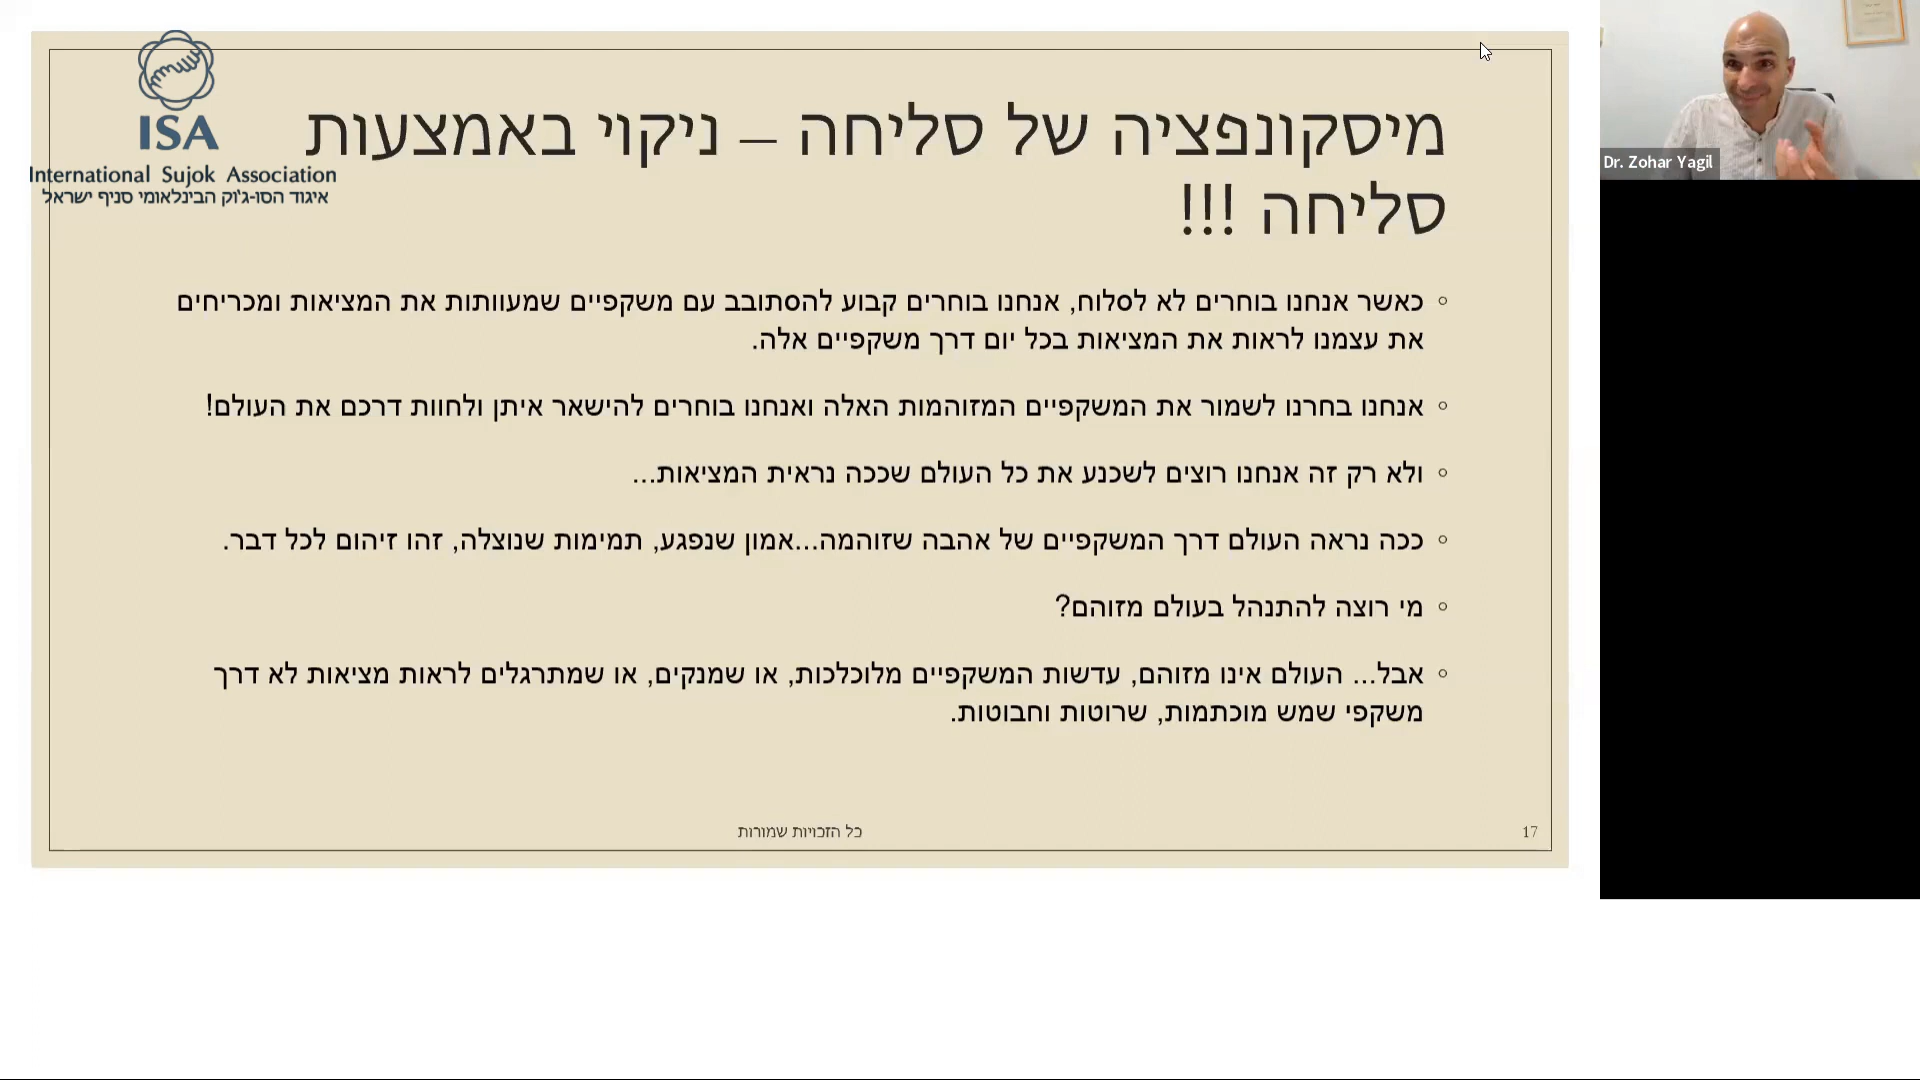 ISA
International Sujok Association
איגוד הסו-ג'וק הבינלאומי סניף ישראל
מיסקונפציה של סליחה – ניקוי באמצעות
סליחה !!!
כאשר אנחנו בוחרים לא לסלוח, אנחנו בוחרים קבוע להסתובב עם משקפיים שמעוותות את המציאות ומכריחים
את עצמנו לראות את המציאות בכל יום דרך משקפיים אלה.
אנחנו בחרנו לשמור את המשקפיים המזוהמות האלה ואנחנו בוחרים להישאר איתן ולחוות דרכם את העולם!
ולא רק זה אנחנו רוצים לשכנע את כל העולם שככה נראית המציאות...
ככה נראה העולם דרך המשקפיים של אהבה שזוהמה...אמון שנפגע, תמימות שנוצלה, זהו זיהום לכל דבר.
מי רוצה להתנהל בעולם מזוהם?
אבל... העולם אינו מזוהם, עדשות המשקפיים מלוכלכות, או שמנקים, או שמתרגלים לראות מציאות לא דרך
משקפי שמש מוכתמות, שרוטות וחבוטות.
כל הזכויות שמורות
17
Dr. Zohar Yagil